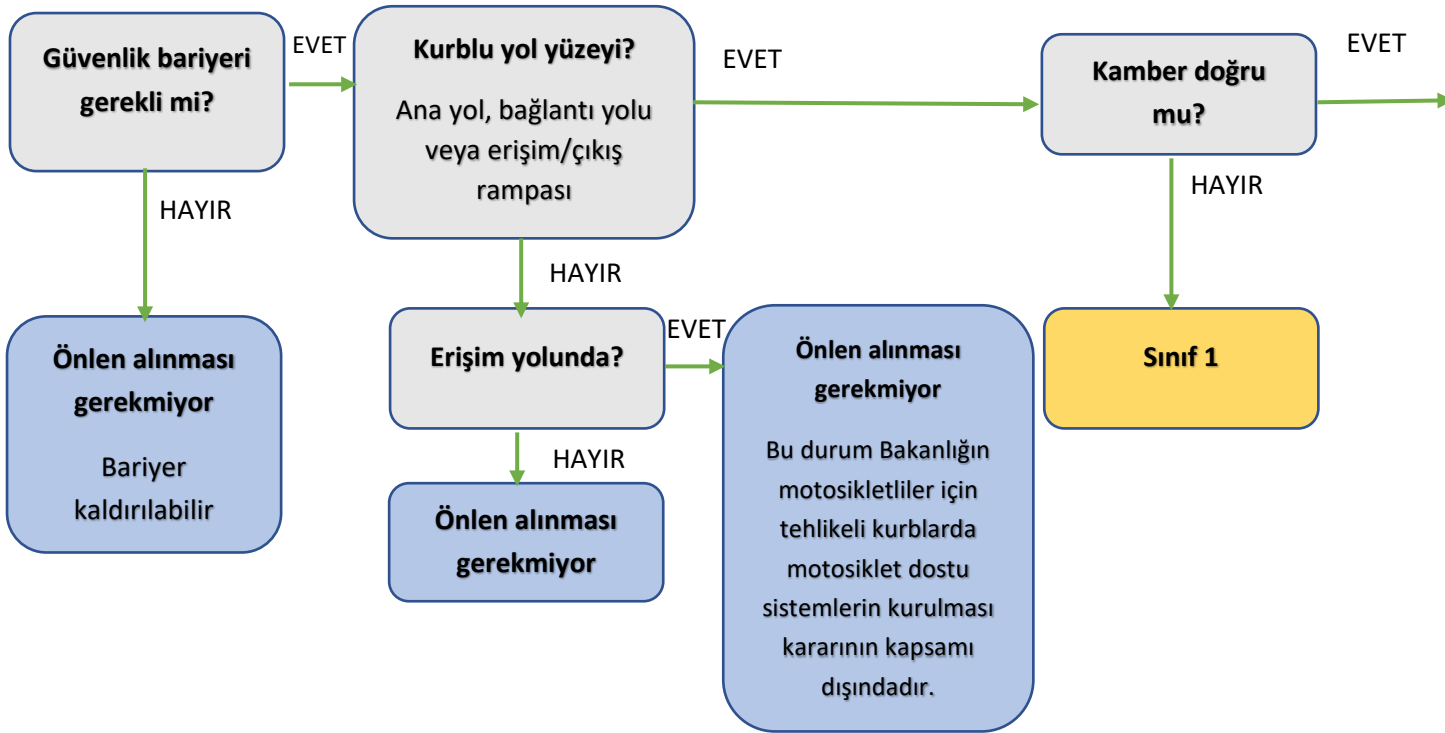 Güvenlik bariyeri
gerekli mi?
EVET
Kurblu yol yüzeyi?
Ana yol, bağlantı yolu
veya erişim/çıkış
rampası
EVET
Kamber doğru
mu?
EVET
HAYIR
HAYIR
HAYIR
Önlen alınması
gerekmiyor
Bariyer
kaldırılabilir
Erişim yolunda?
EVET
HAYIR
Önlen alınması
gerekmiyor
Önlen alınması
gerekmiyor
Bu durum Bakanlığın
motosikletliler için
tehlikeli kurblarda
motosiklet dostu
sistemlerin kurulması
kararının kapsamı
dışındadır.
Sınıf 1